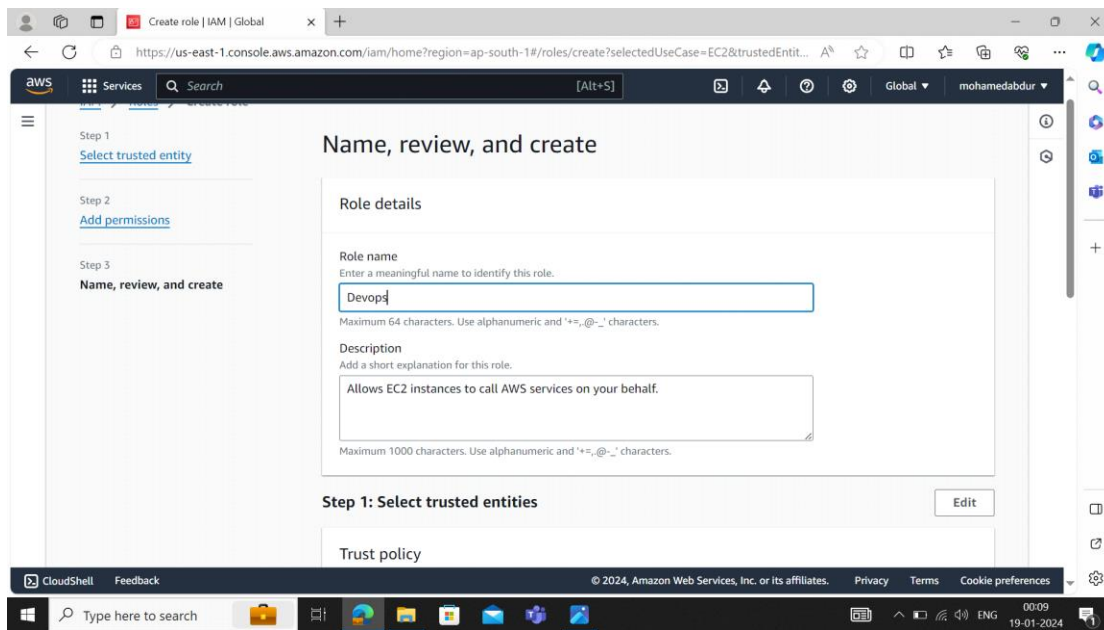 Create role | IAM | Global
https://us-east-1.console.aws.amazon.com/iam/home?region=ap-south-1#/roles/create?selectedUseCase=EC2&trustedEntit...
aws
Services
Search
[Alt+S]
Global
mohamedabdur
IAM / Roles / Create role
Step 1
Select trusted entity
Step 2
Add permissions
Step 3
Name, review, and create
Name, review, and create
Role details
Role name
Enter a meaningful name to identify this role.
Devops
Maximum 64 characters. Use alphanumeric and '+=,.@-_' characters.
Description
Add a short explanation for this role.
Allows EC2 instances to call AWS services on your behalf.
Maximum 1000 characters. Use alphanumeric and '+=,.@-_' characters.
Step 1: Select trusted entities
Edit
Trust policy
CloudShell
Feedback
© 2024, Amazon Web Services, Inc. or its affiliates.
Privacy
Terms
Cookie preferences
Type here to search
ENG
00:09
19-01-2024